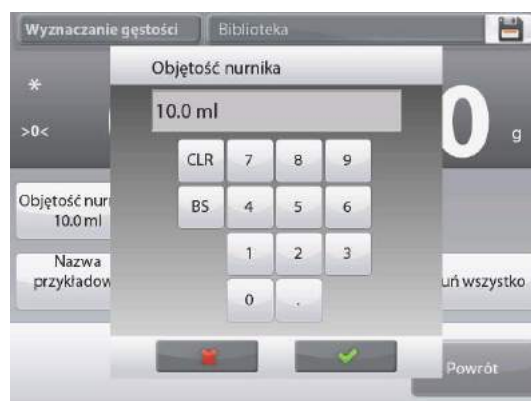 Wyznaczanie gęstości
Biblioteka
Objętość nurnika
10.0 ml
*
>0<
0
g
CLR 7 8 9
BS 4 5 6
1 2 3
0 .
Objętość nur
10.0 ml
Nazwa
przykładow
uń wszystko
Powrót